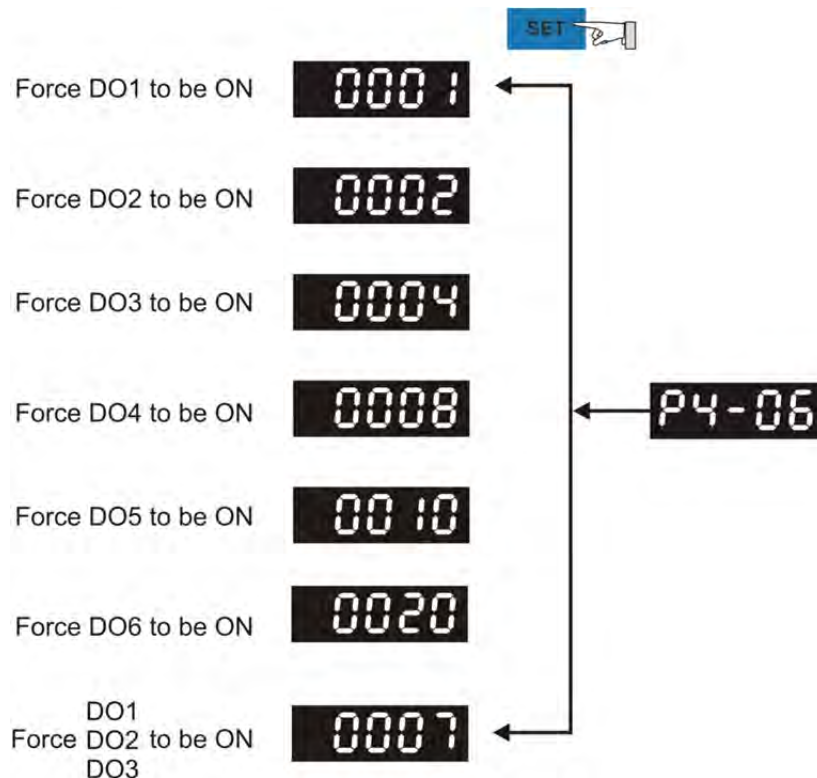 SET
Force DO1 to be ON 0001
Force DO2 to be ON 0002
Force DO3 to be ON 0004
Force DO4 to be ON 0008
P4-06
Force DO5 to be ON 0010
Force DO6 to be ON 0020
DO1
Force DO2 to be ON 0007
DO3